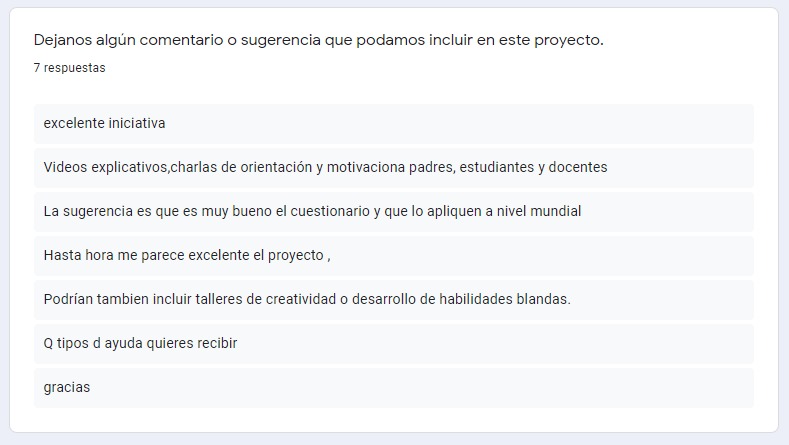 Dejanos algún comentario o sugerencia que podamos incluir en este proyecto.
7 respuestas
excelente iniciativa
Videos explicativos,charlas de orientación y motivaciona padres, estudiantes y docentes
La sugerencia es que es muy bueno el cuestionario y que lo apliquen a nivel mundial
Hasta hora me parece excelente el proyecto ,
Podrían tambien incluir talleres de creatividad o desarrollo de habilidades blandas.
Q tipos d ayuda quieres recibir
gracias